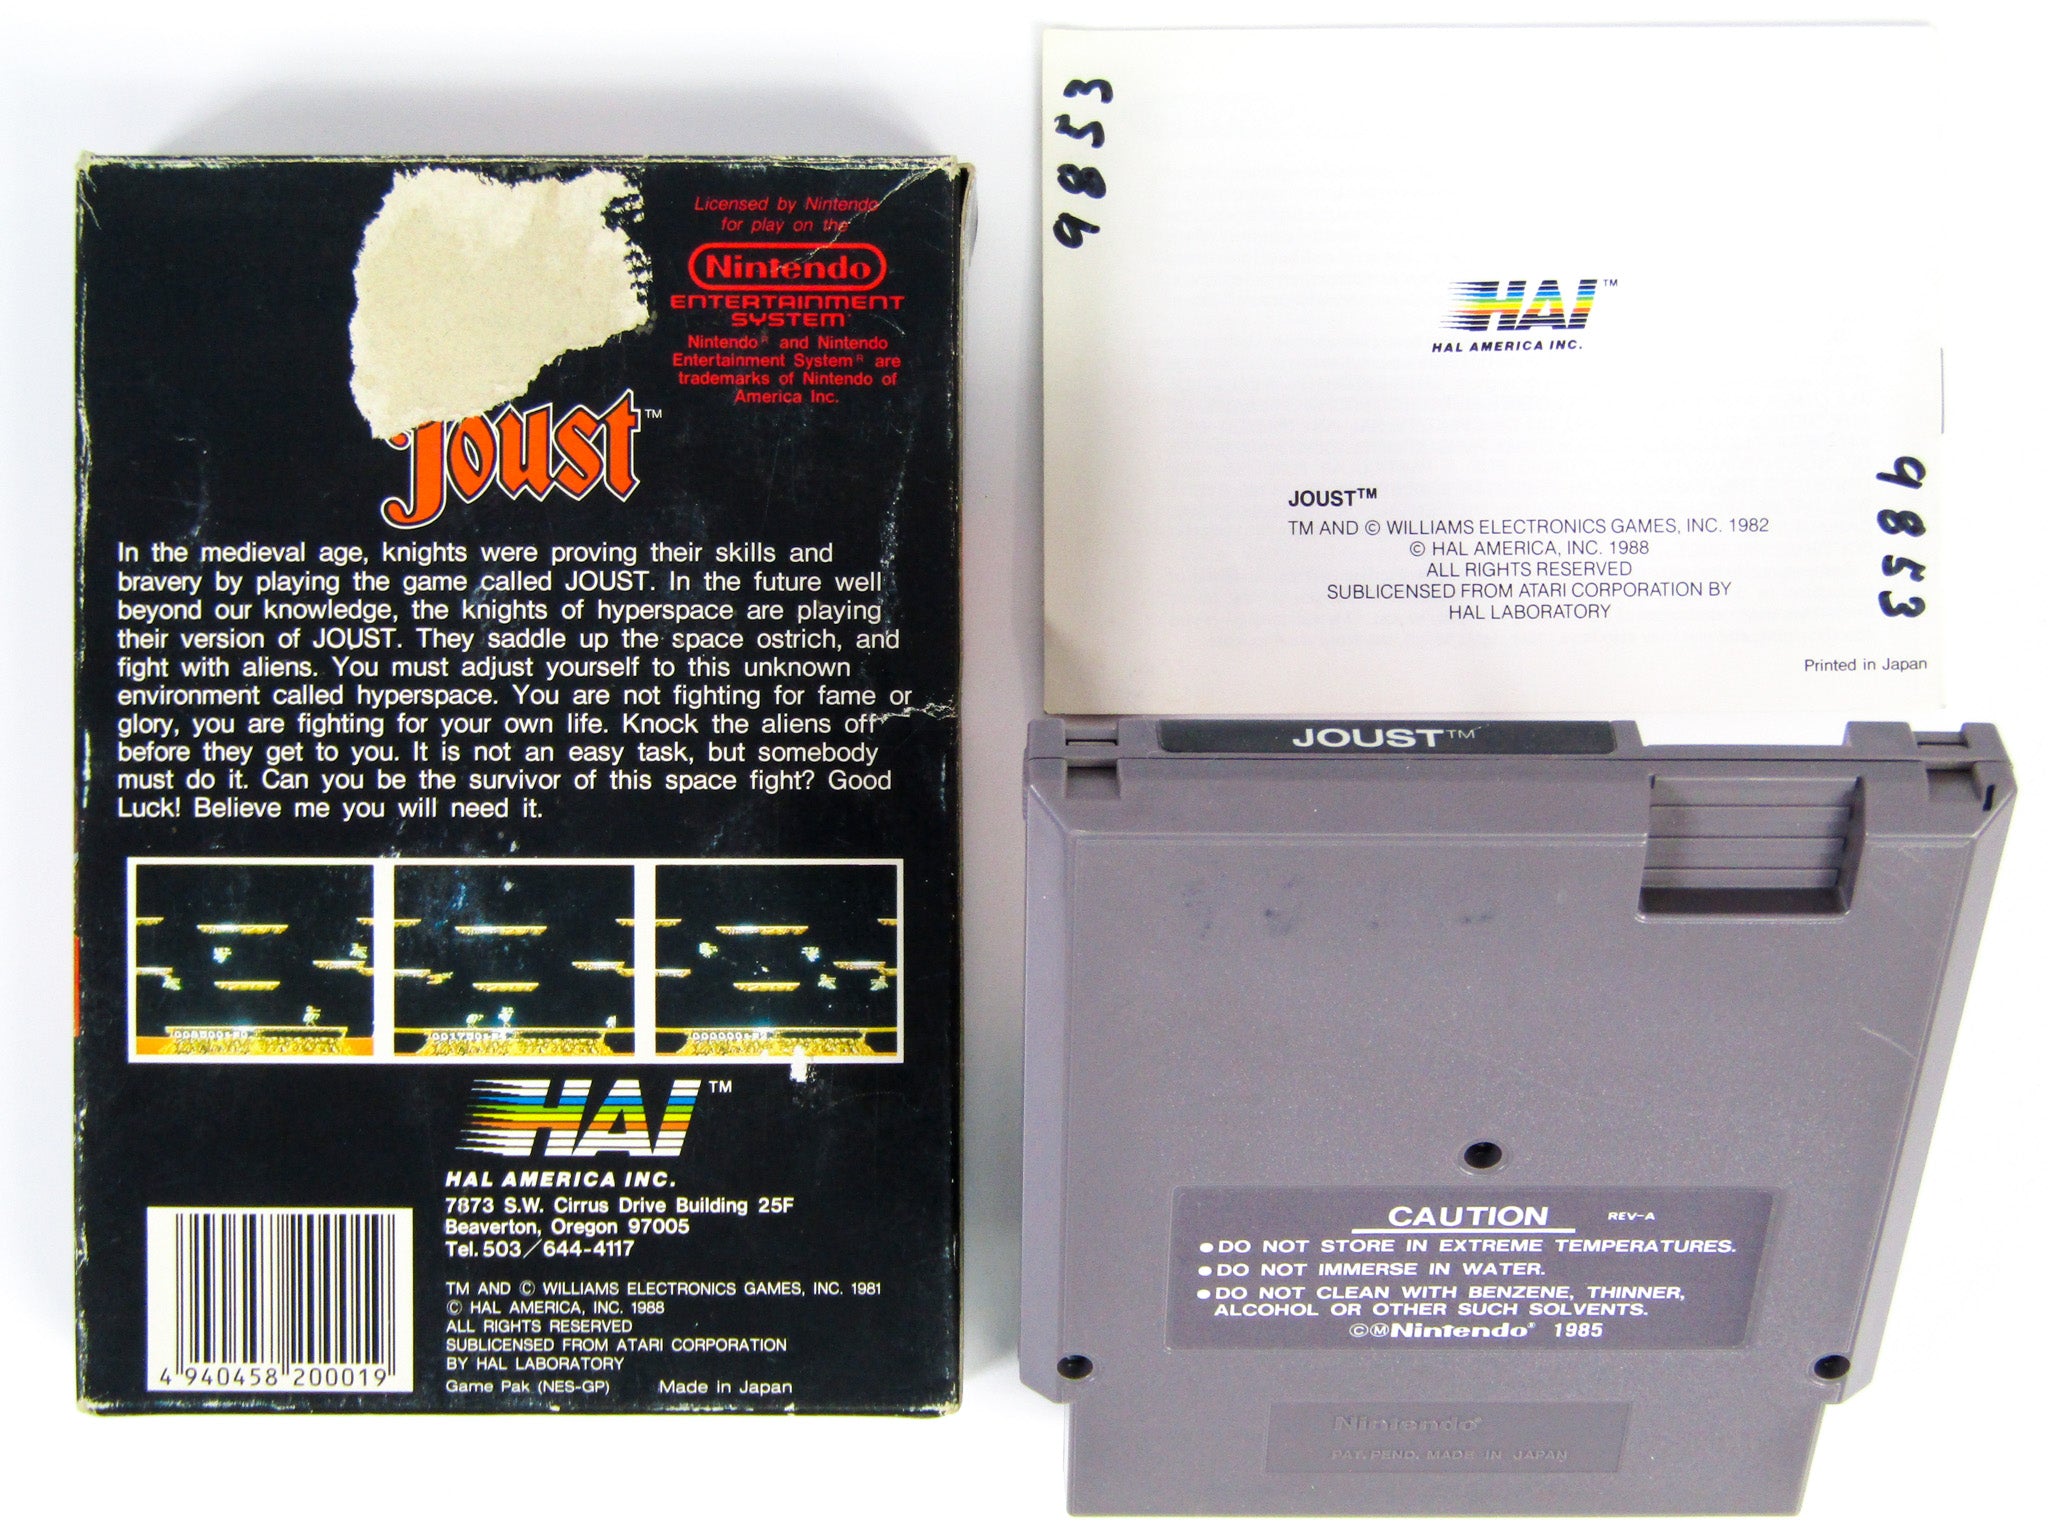 Licensed by Nintendo
for play on the
Nintendo
ENTERTAINMENT
SYSTEM
Nintendo® and Nintendo
Entertainment System® are
trademarks of Nintendo of
America Inc.
Joust™
In the medieval age, knights were proving their skills and
bravery by playing the game called JOUST. In the future well
beyond our knowledge, the knights of hyperspace are playing
their version of JOUST. They saddle up the space ostrich, and
fight with aliens. You must adjust yourself to this unknown
environment called hyperspace. You are not fighting for fame or
glory, you are fighting for your own life. Knock the aliens off
before they get to you. It is not an easy task, but somebody
must do it. Can you be the survivor of this space fight? Good
Luck! Believe me you will need it.
HAL™
HAL AMERICA INC.
7873 S.W. Cirrus Drive Building 25F
Beaverton, Oregon 97005
Tel. 503/644-4117
TM AND © WILLIAMS ELECTRONICS GAMES, INC. 1981
© HAL AMERICA, INC. 1988
ALL RIGHTS RESERVED
SUBLICENSED FROM ATARI CORPORATION
BY HAL LABORATORY
Game Pak (NES-GP) Made in Japan
4 940458 200019
9853
HAL™
HAL AMERICA INC.
9853
JOUST™
TM AND © WILLIAMS ELECTRONICS GAMES, INC. 1982
© HAL AMERICA, INC. 1988
ALL RIGHTS RESERVED
SUBLICENSED FROM ATARI CORPORATION BY
HAL LABORATORY
Printed in Japan
JOUST™
CAUTION REV-A
●DO NOT STORE IN EXTREME TEMPERATURES.
●DO NOT IMMERSE IN WATER.
●DO NOT CLEAN WITH BENZENE, THINNER,
ALCOHOL OR OTHER SUCH SOLVENTS.
©ⓂNintendo® 1985
Nintendo®
PAT. PEND. MADE IN JAPAN